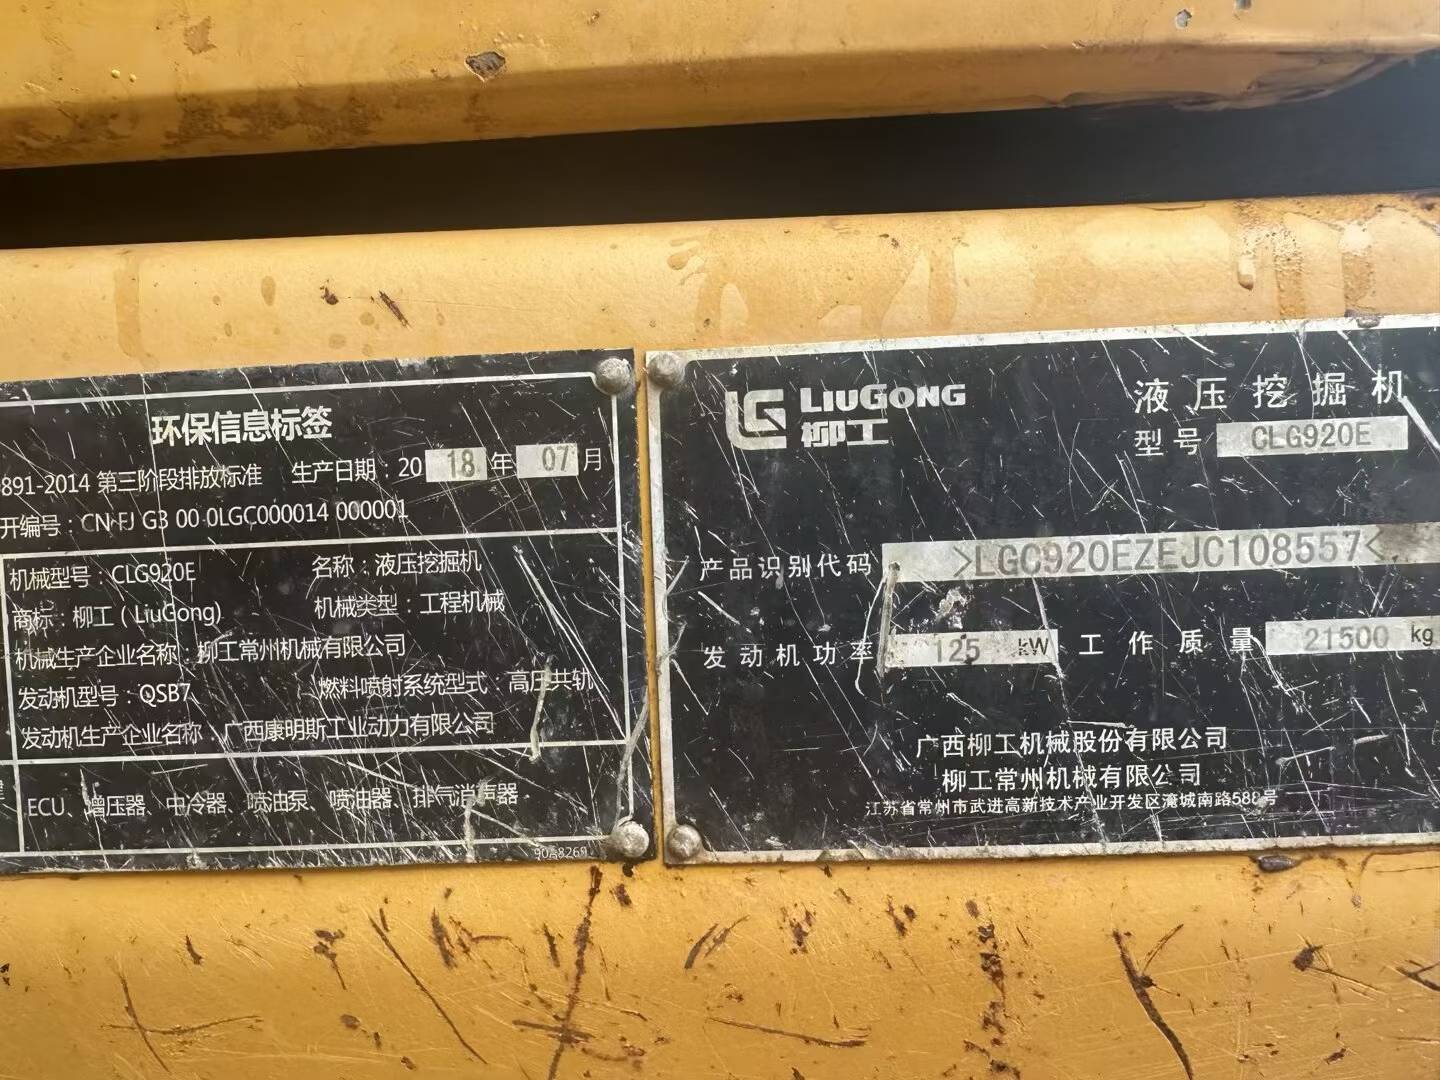 环保信息标签
891-2014 第三阶段排放标准 生产日期：2018年07月
开编号：CN FJ G3 00 0LGC000014 000001
机械型号：CLG920E 名称：液压挖掘机
商标：柳工（LiuGong） 机械类型：工程机械
机械生产企业名称：柳工常州机械有限公司
发动机型号：QSB7 燃料喷射系统型式：高压共轨
发动机生产企业名称：广西康明斯工业动力有限公司
ECU、增压器、中冷器、喷油泵、喷油器、排气消声器
LG LIUGONG 柳工
液压挖掘机
型号 CLG920E
产品识别代码 >LGC920EZEJC108557<
发动机功率 125 kW 工作质量 21500 kg
广西柳工机械股份有限公司
柳工常州机械有限公司
江苏省常州市武进高新技术产业开发区淹城南路588号